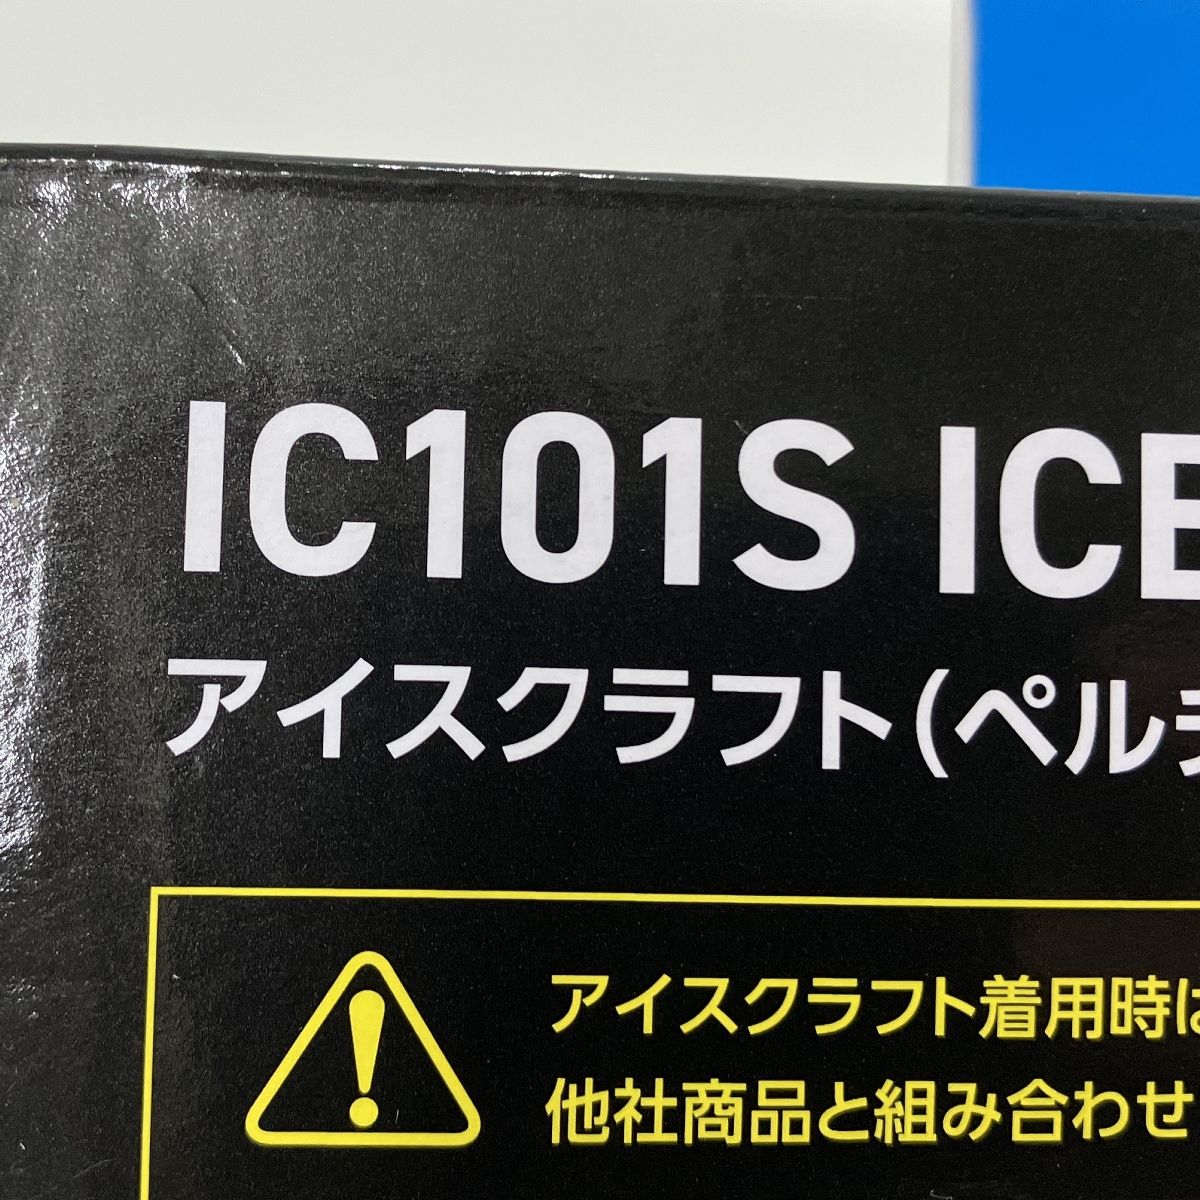 IC101S ICE
アイスクラフト(ペルチ
アイスクラフト着用時は
他社商品と組み合わせ